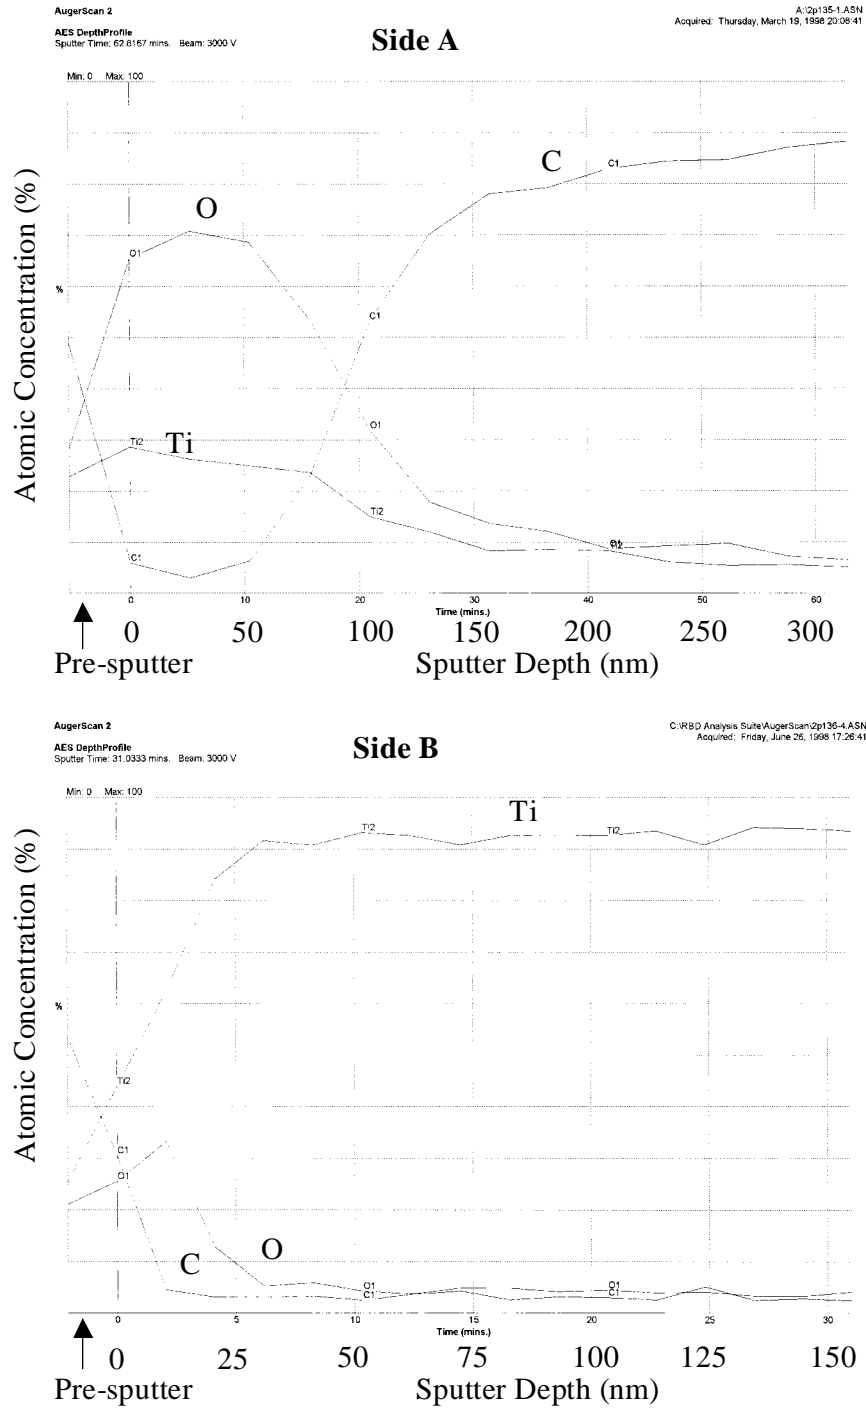 AugerScan 2
A:\2p135-1.ASN
Acquired: Thursday, March 19, 1998 20:08:41
AES DepthProfile
Sputter Time: 62.6167 mins. Beam: 3000 V
Side A
Min: 0 Max: 100
Atomic Concentration (%)
%
C
C1
O
O1
C1
O1
Ti2
Ti
Ti2
C1
Ti2
0 10 20 30 40 50 60
Time (mins.)
0 50 100 150 200 250 300
Pre-sputter Sputter Depth (nm)
AugerScan 2
C:\RBD Analysis Suite\AugerScan\2p136-4.ASN
Acquired: Friday, June 26, 1998 17:26:41
AES DepthProfile
Sputter Time: 31.0333 mins. Beam: 3000 V
Side B
Min: 0 Max: 100
Atomic Concentration (%)
%
Ti
Ti2
Ti2
Ti2
C1
O1
C O
O1
C1
O1
C1
0 5 10 15 20 25 30
Time (mins.)
0 25 50 75 100 125 150
Pre-sputter Sputter Depth (nm)